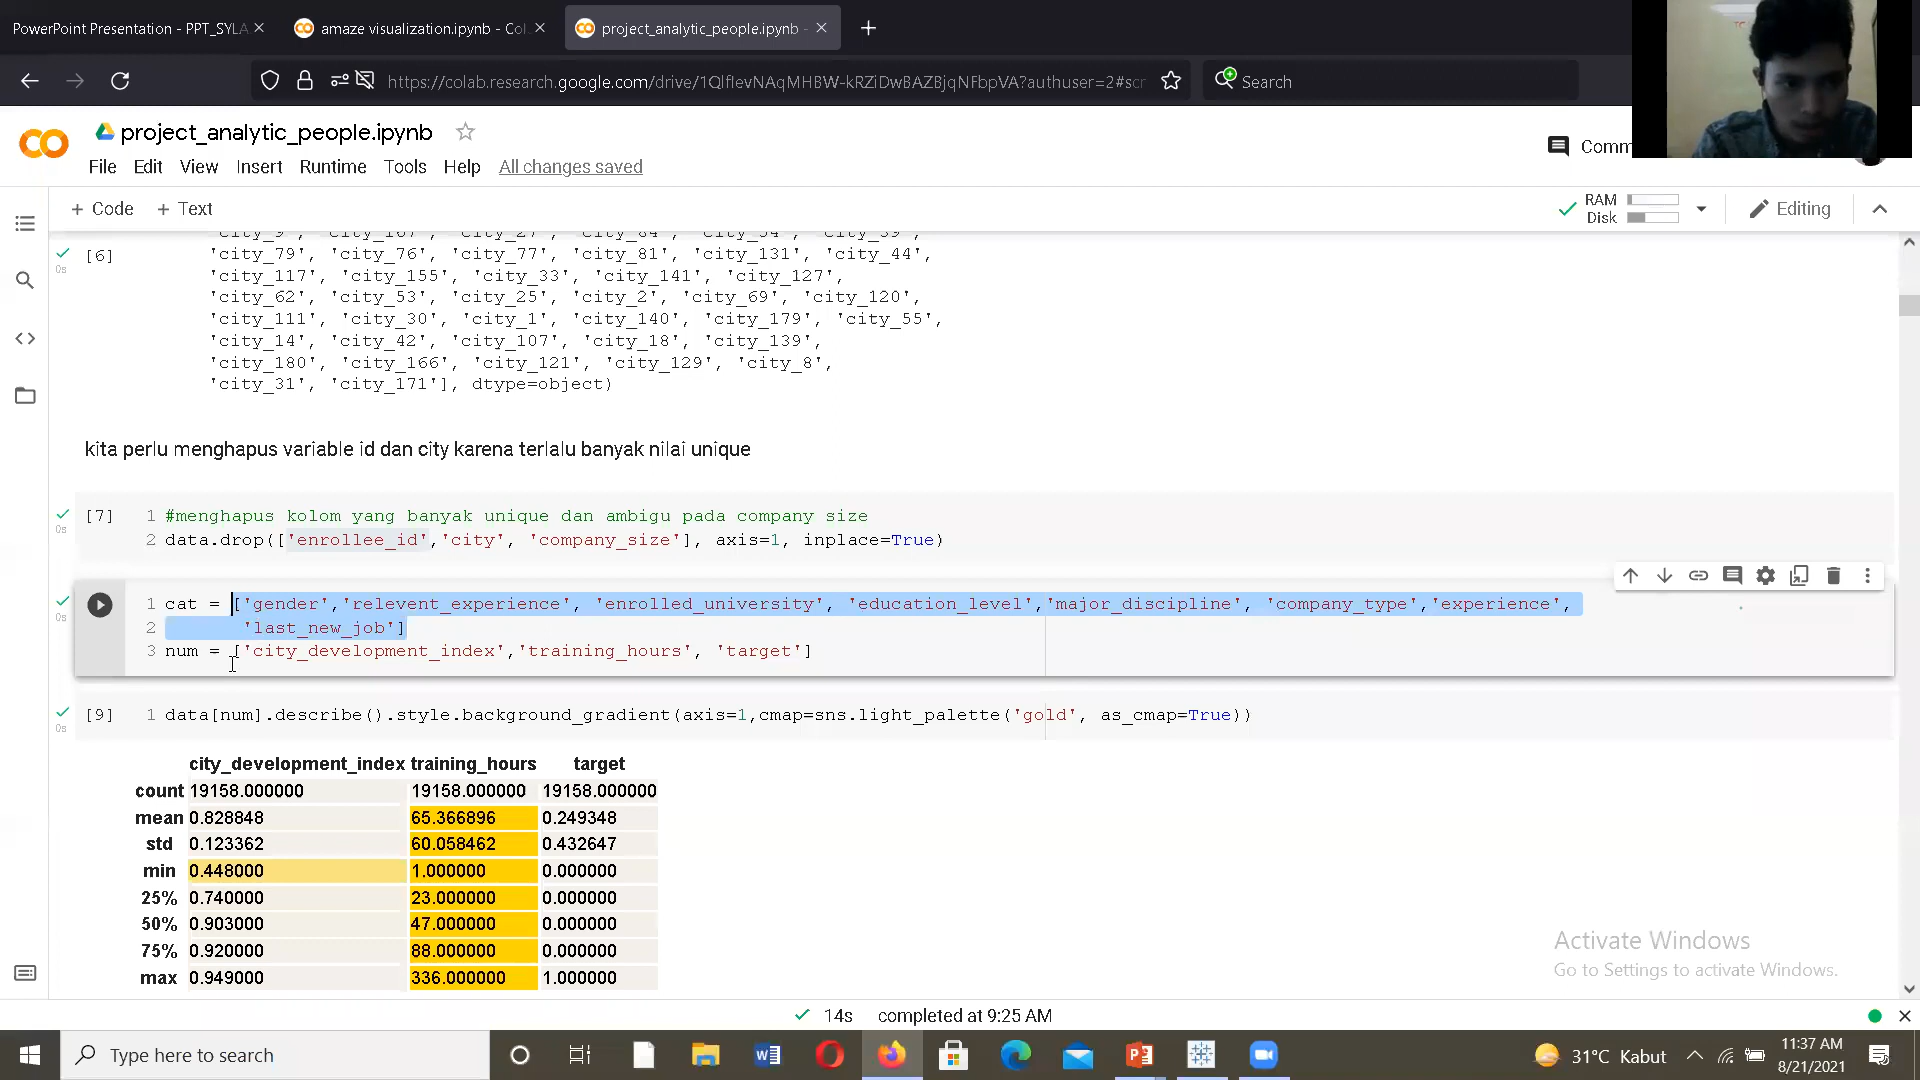 PowerPoint Presentation - PPT_SYLA
amaze visualization.ipynb - Col
project_analytic_people.ipynb -
https://colab.research.google.com/drive/1QlfIevNAqMHBW-kRZiDwBAZBjqNFbpVA?authuser=2#scr
Search
project_analytic_people.ipynb
File Edit View Insert Runtime Tools Help All changes saved
Comm
+ Code + Text
RAM
Disk
Editing
'city_9', 'city_167', 'city_27', 'city_84', 'city_54', 'city_39',
[6]
'city_79', 'city_76', 'city_77', 'city_81', 'city_131', 'city_44',
'city_117', 'city_155', 'city_33', 'city_141', 'city_127',
'city_62', 'city_53', 'city_25', 'city_2', 'city_69', 'city_120',
'city_111', 'city_30', 'city_1', 'city_140', 'city_179', 'city_55',
'city_14', 'city_42', 'city_107', 'city_18', 'city_139',
'city_180', 'city_166', 'city_121', 'city_129', 'city_8',
'city_31', 'city_171'], dtype=object)
kita perlu menghapus variable id dan city karena terlalu banyak nilai unique
[7] 1 #menghapus kolom yang banyak unique dan ambigu pada company size
0s 2 data.drop(['enrollee_id','city', 'company_size'], axis=1, inplace=True)
1 cat = ['gender','relevent_experience', 'enrolled_university', 'education_level','major_discipline', 'company_type','experience',
0s 2 'last_new_job']
3 num = ['city_development_index','training_hours', 'target']
[9] 1 data[num].describe().style.background_gradient(axis=1,cmap=sns.light_palette('gold', as_cmap=True))
0s
city_development_index training_hours target
count 19158.000000 19158.000000 19158.000000
mean 0.828848 65.366896 0.249348
std 0.123362 60.058462 0.432647
min 0.448000 1.000000 0.000000
25% 0.740000 23.000000 0.000000
50% 0.903000 47.000000 0.000000
75% 0.920000 88.000000 0.000000
max 0.949000 336.000000 1.000000
Activate Windows
Go to Settings to activate Windows.
14s completed at 9:25 AM
Type here to search
31°C Kabut
11:37 AM
8/21/2021